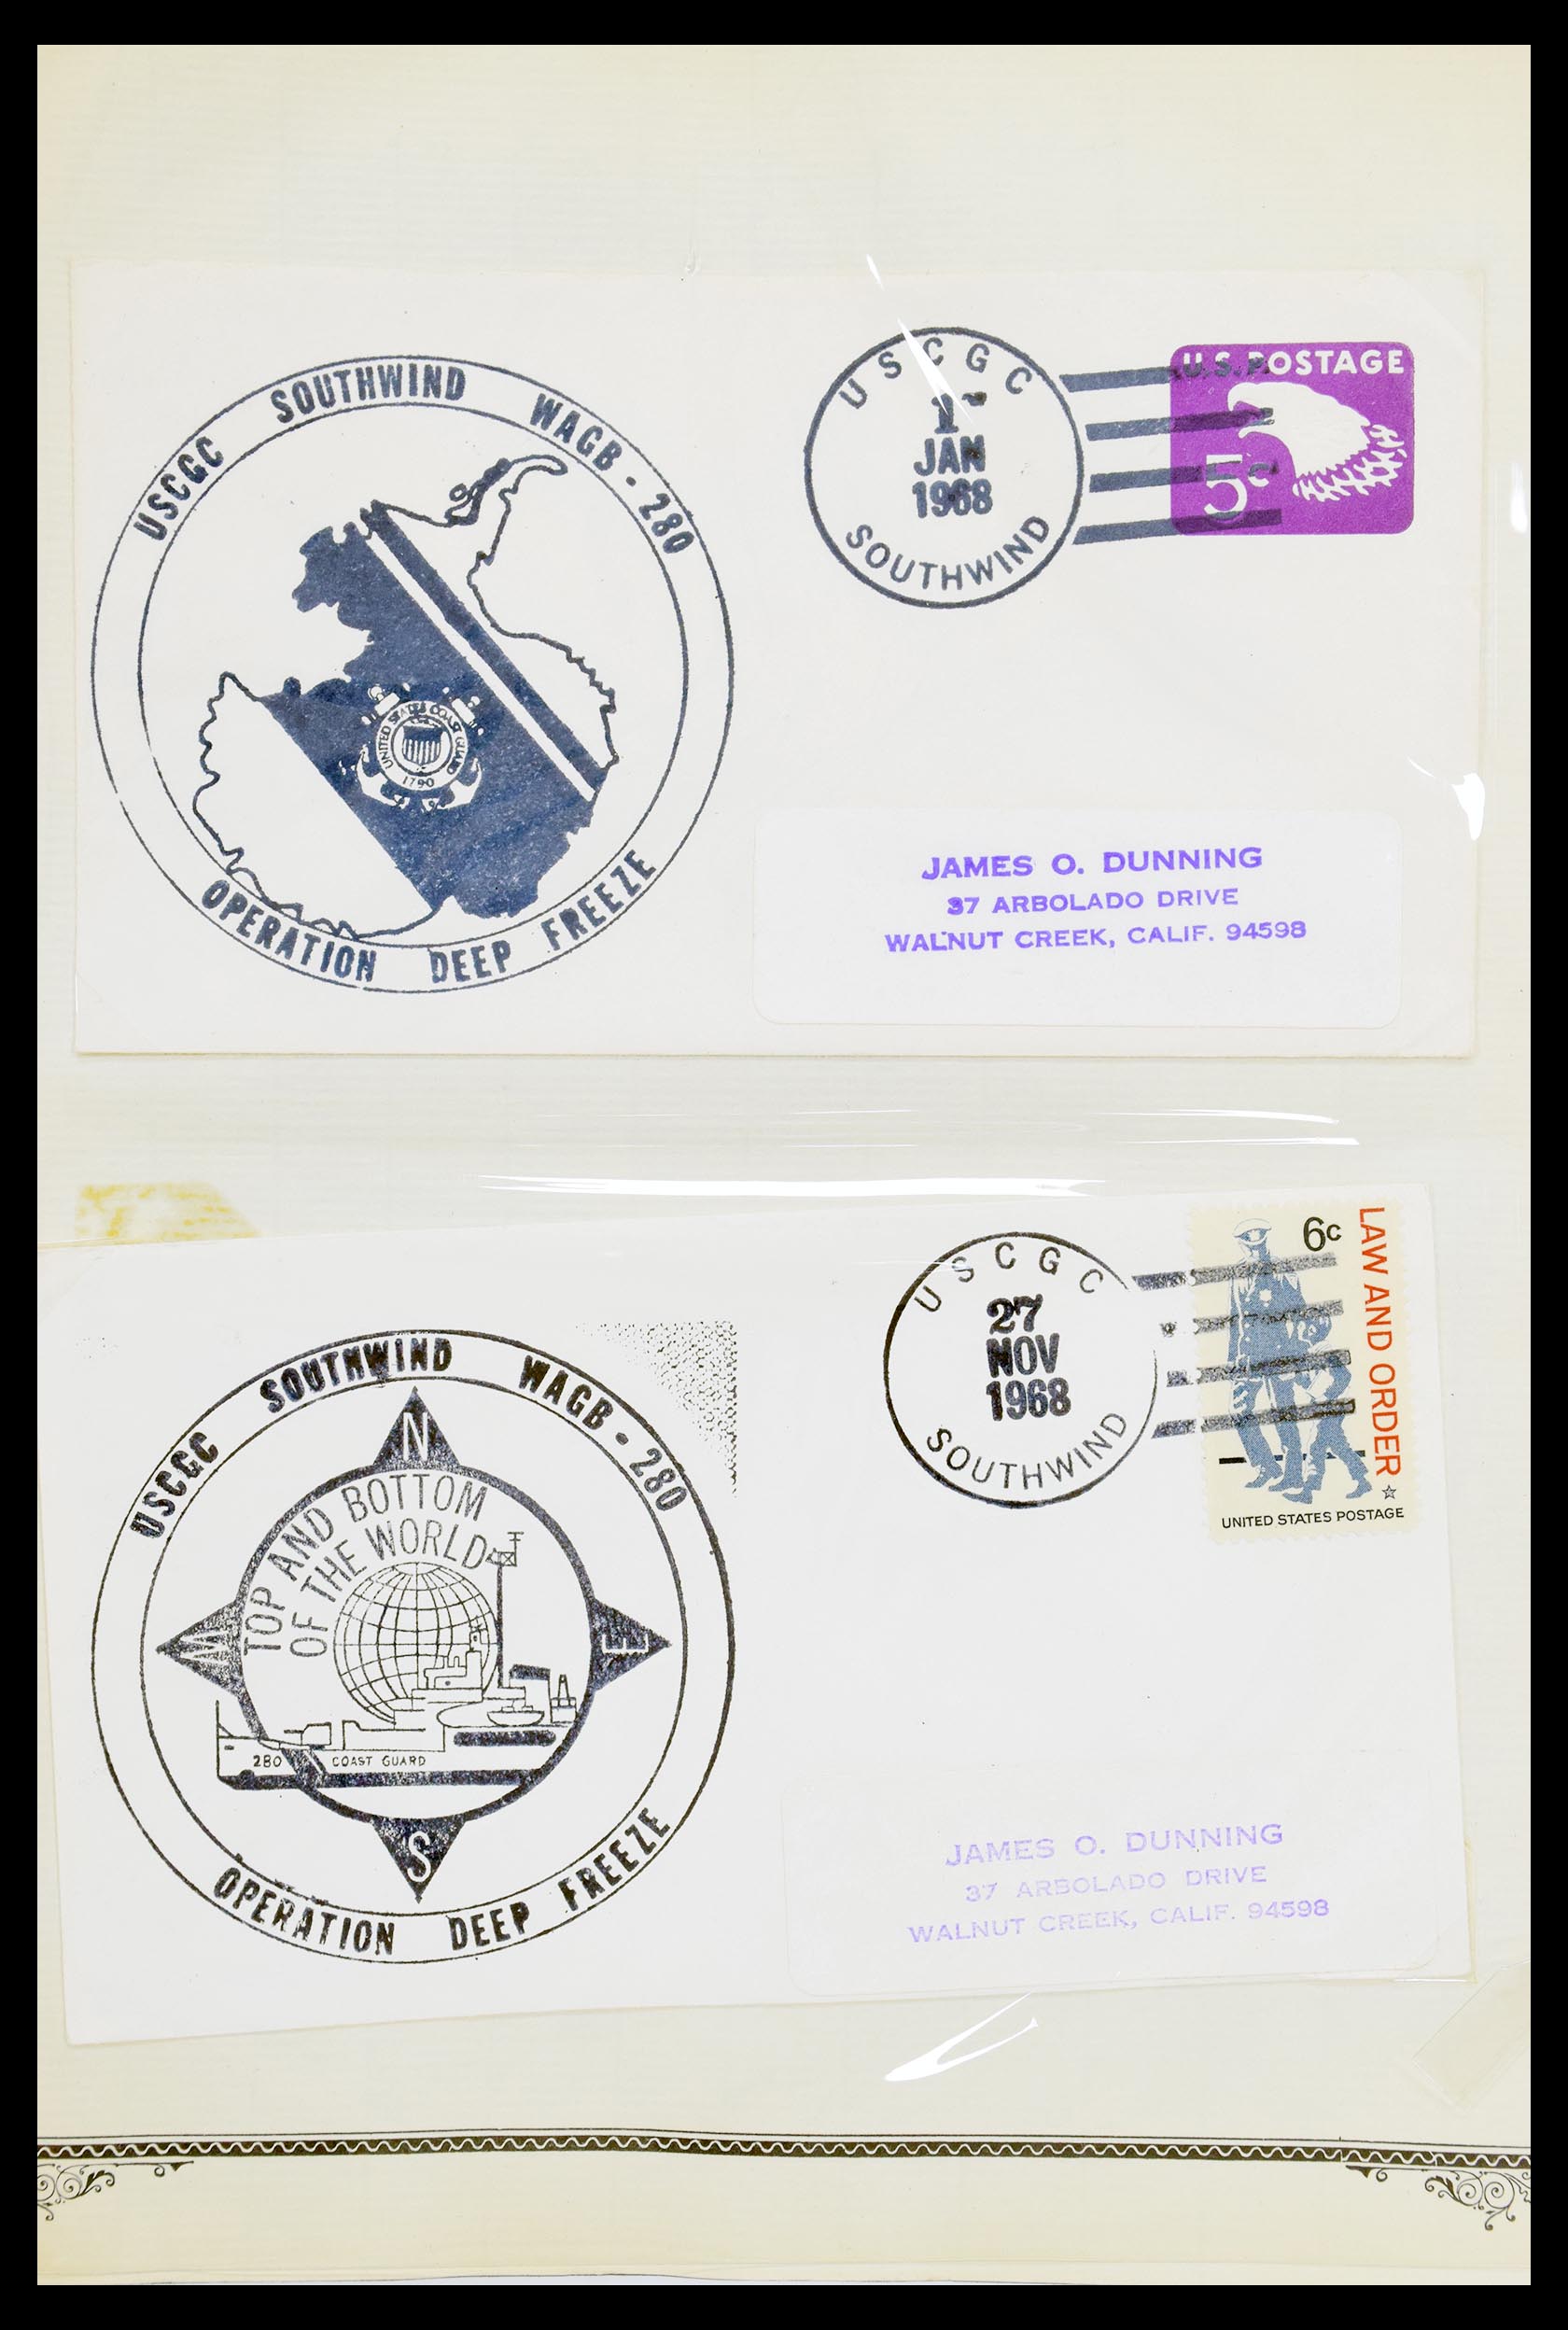 USCGC SOUTHWIND WAGB-280
UNITED STATES COAST GUARD
1790
OPERATION DEEP FREEZE
USCGC
JAN
1968
SOUTHWIND
U.S. POSTAGE
5c
JAMES O. DUNNING
37 ARBOLADO DRIVE
WALNUT CREEK, CALIF. 94598
USCGC SOUTHWIND WAGB-280
N
TOP AND BOTTOM
OF THE WORLD
W
E
280
COAST GUARD
S
OPERATION DEEP FREEZE
USCGC
27
NOV
1968
SOUTHWIND
6c
LAW AND ORDER
UNITED STATES POSTAGE
JAMES O. DUNNING
37 ARBOLADO DRIVE
WALNUT CREEK, CALIF. 94598